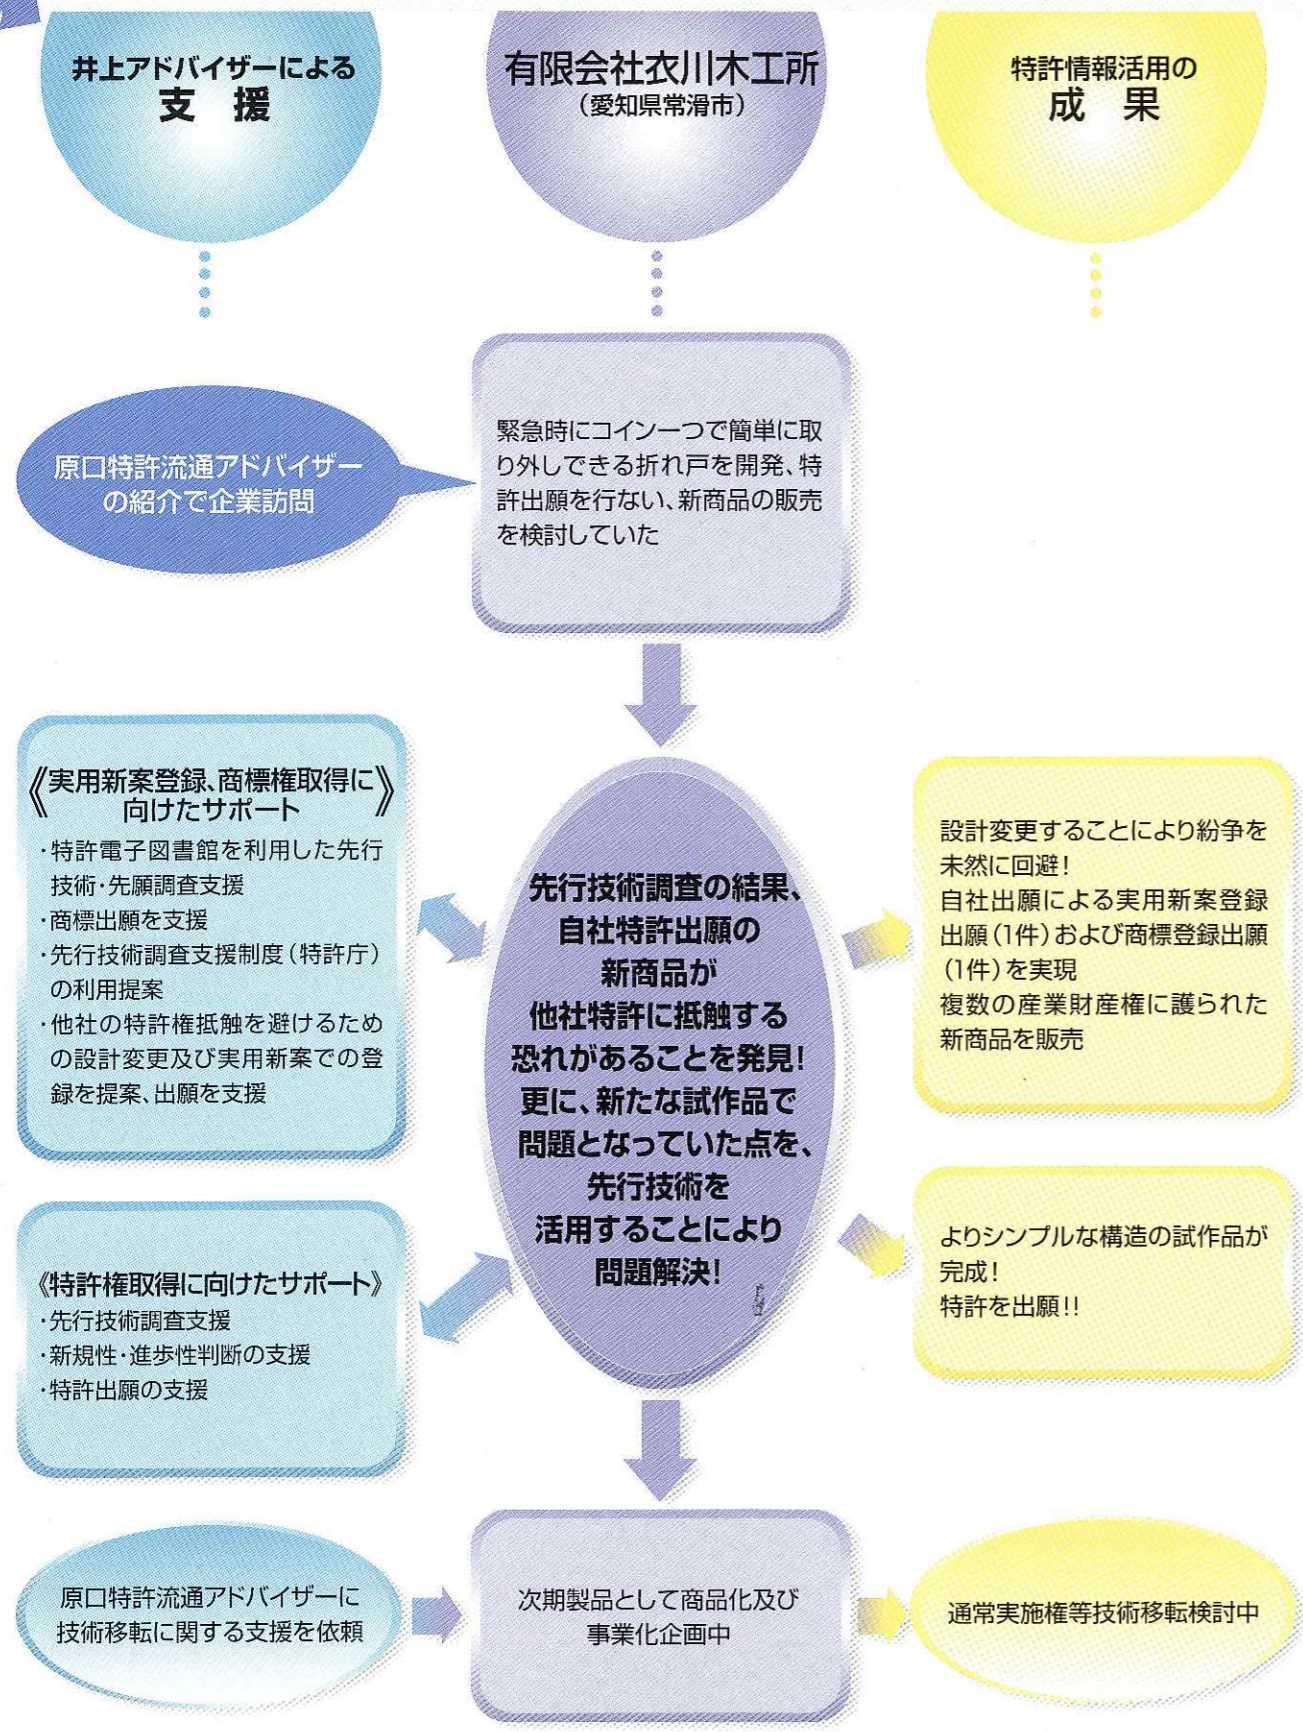 井上アドバイザーによる
支　援
有限会社衣川木工所
（愛知県常滑市）
特許情報活用の
成　果
原口特許流通アドバイザー
の紹介で企業訪問
緊急時にコイン一つで簡単に取
り外しできる折れ戸を開発、特
許出願を行ない、新商品の販売
を検討していた
《実用新案登録、商標権取得に
向けたサポート》
・特許電子図書館を利用した先行
技術・先願調査支援
・商標出願を支援
・先行技術調査支援制度（特許庁）
の利用提案
・他社の特許権抵触を避けるため
の設計変更及び実用新案での登
録を提案、出願を支援
先行技術調査の結果、
自社特許出願の
新商品が
他社特許に抵触する
恐れがあることを発見！
更に、新たな試作品で
問題となっていた点を、
先行技術を
活用することにより
問題解決！
設計変更することにより紛争を
未然に回避！
自社出願による実用新案登録
出願（1件）および商標登録出願
（1件）を実現
複数の産業財産権に護られた
新商品を販売
《特許権取得に向けたサポート》
・先行技術調査支援
・新規性・進歩性判断の支援
・特許出願の支援
よりシンプルな構造の試作品が
完成！
特許を出願！！
原口特許流通アドバイザーに
技術移転に関する支援を依頼
次期製品として商品化及び
事業化企画中
通常実施権等技術移転検討中